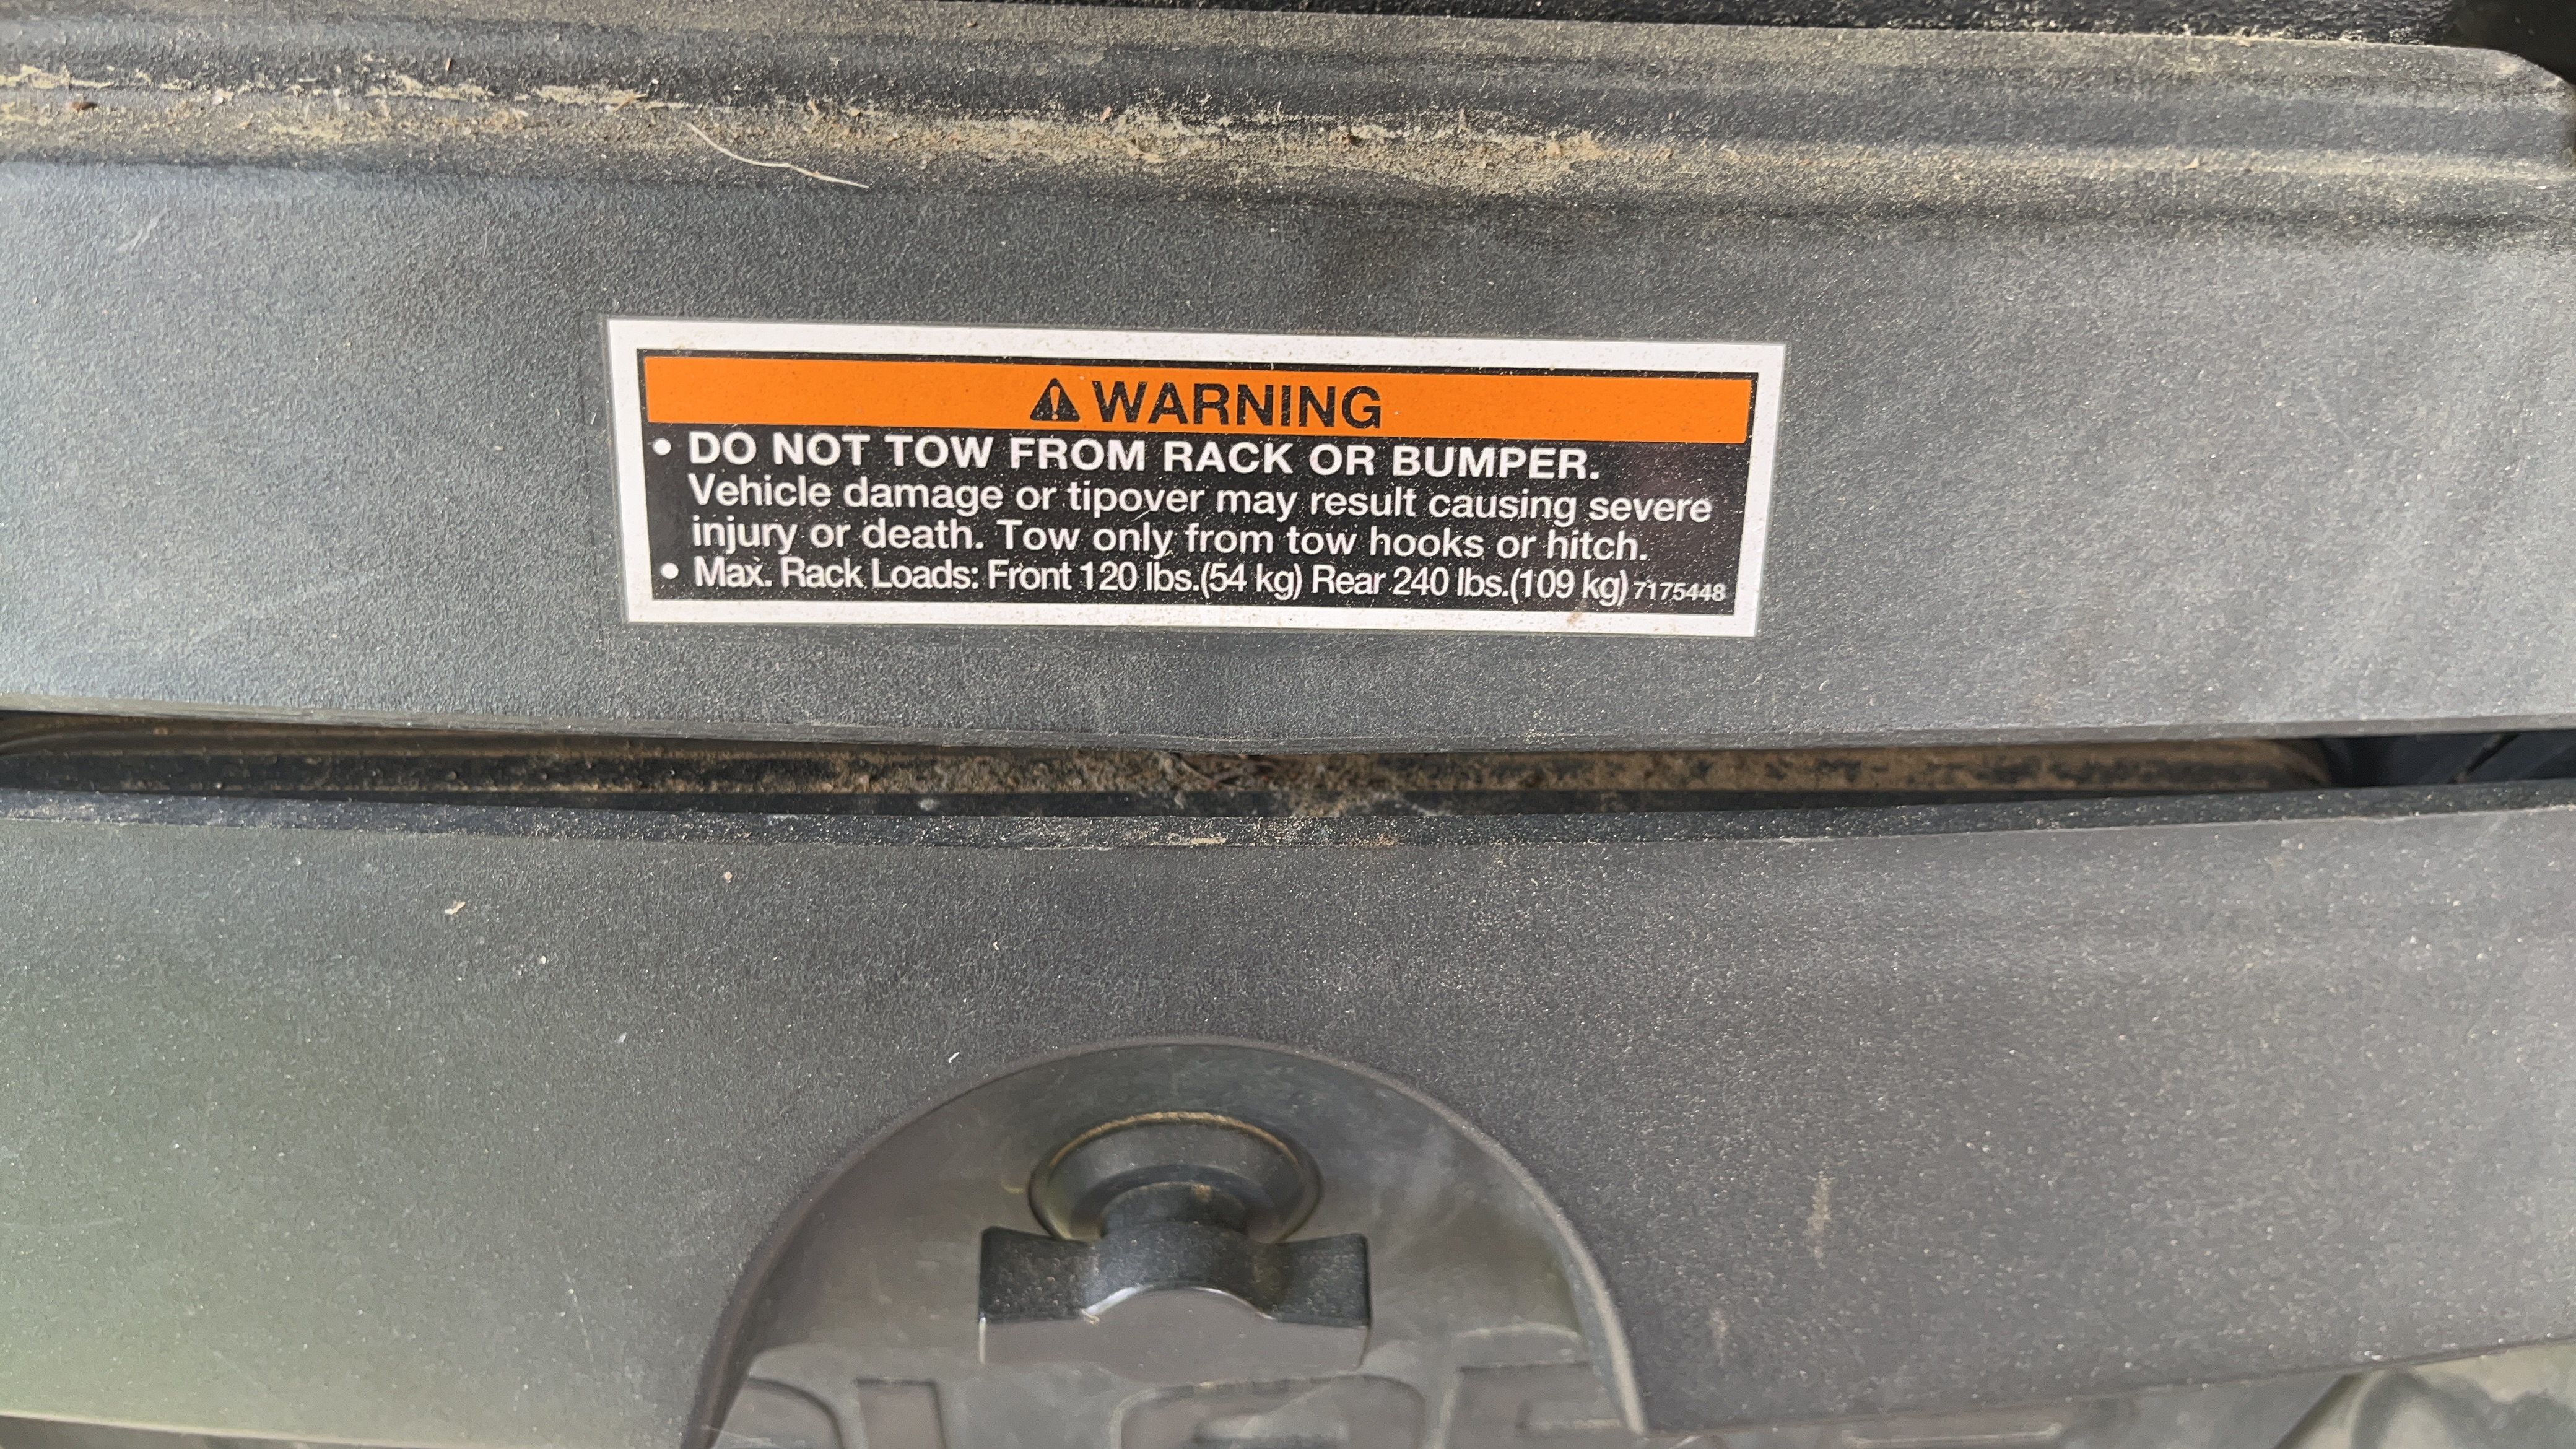 ⚠ WARNING
• DO NOT TOW FROM RACK OR BUMPER.
Vehicle damage or tipover may result causing severe
injury or death. Tow only from tow hooks or hitch.
• Max. Rack Loads: Front 120 lbs.(54 kg) Rear 240 lbs.(109 kg) 7175448